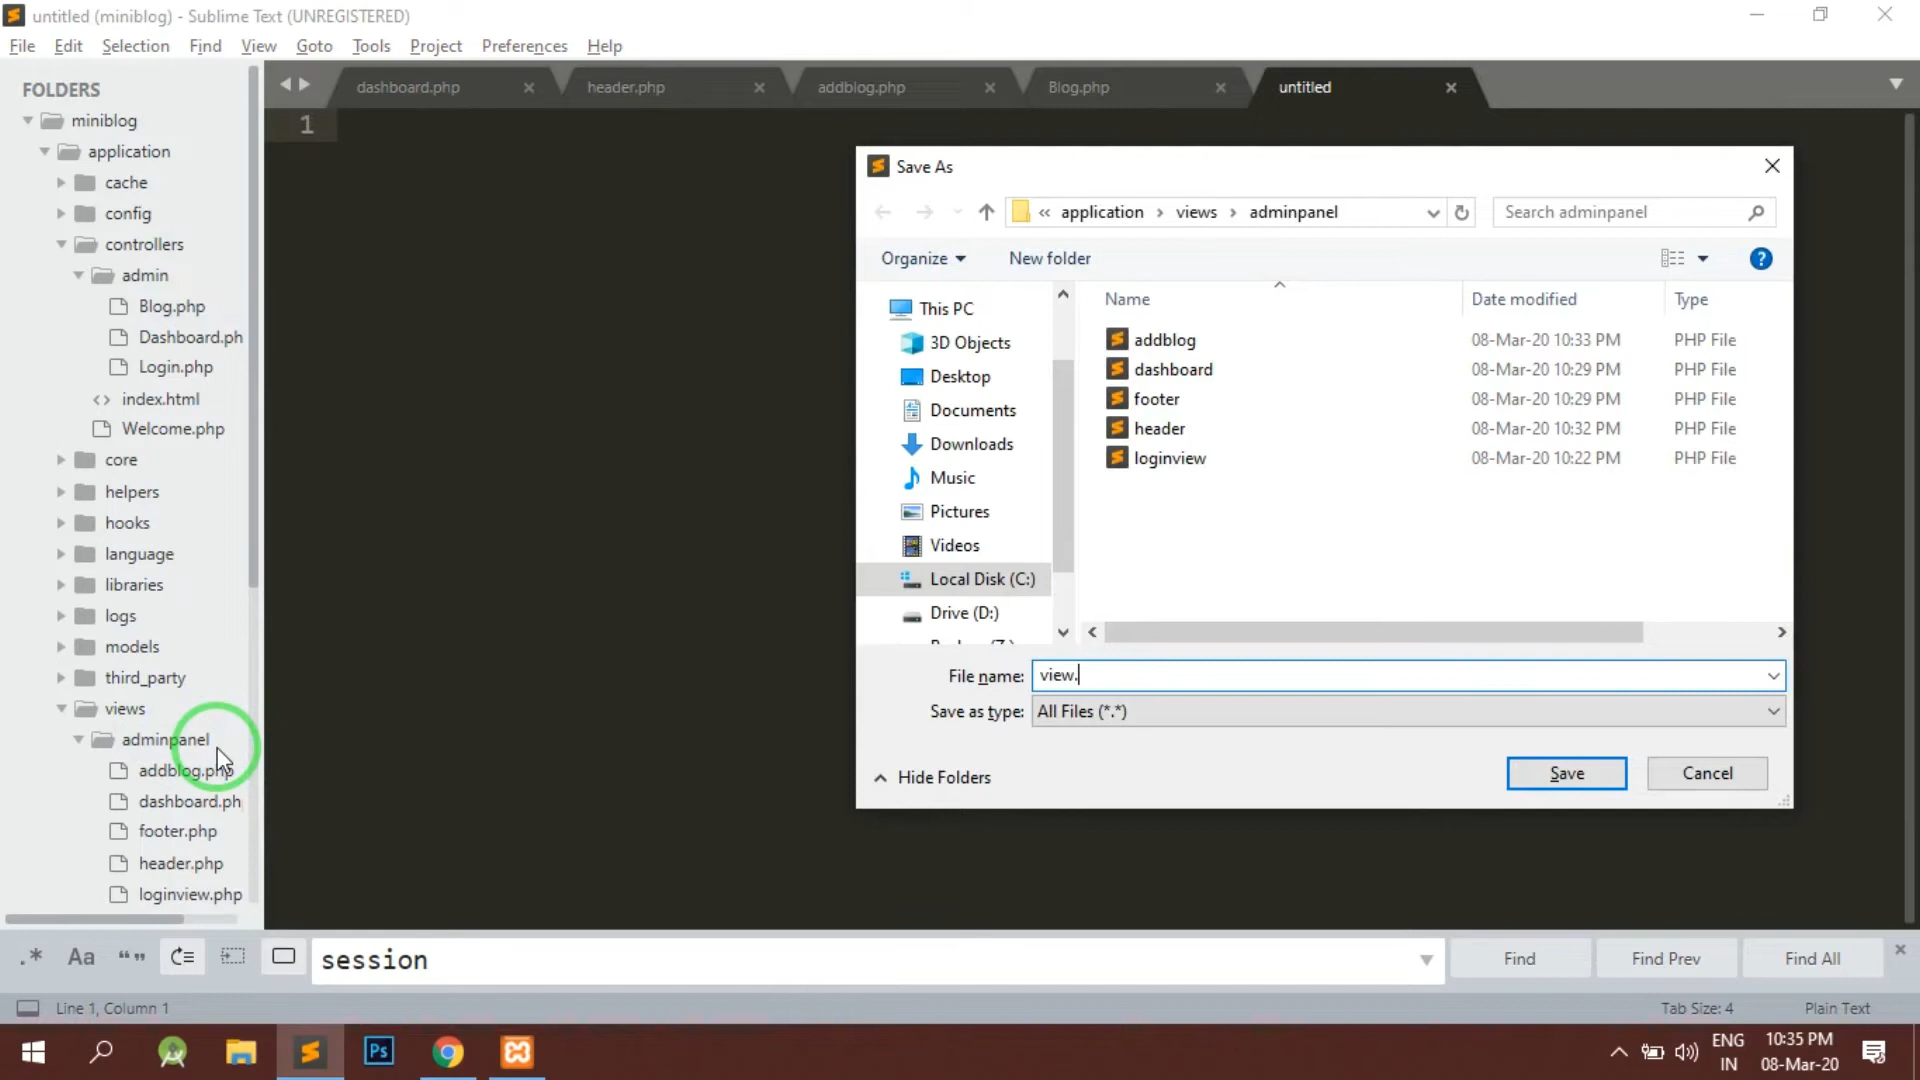 untitled (miniblog) - Sublime Text (UNREGISTERED)
File Edit Selection Find View Goto Tools Project Preferences Help
FOLDERS
miniblog
application
cache
config
controllers
admin
Blog.php
Dashboard.ph
Login.php
<> index.html
Welcome.php
core
helpers
hooks
language
libraries
logs
models
third_party
views
adminpanel
addblog.php
dashboard.ph
footer.php
header.php
loginview.php
dashboard.php header.php addblog.php Blog.php untitled
1
Save As
« application > views > adminpanel
Search adminpanel
Organize New folder
?
This PC
3D Objects
Desktop
Documents
Downloads
Music
Pictures
Videos
Local Disk (C:)
Drive (D:)
Name Date modified Type
addblog 08-Mar-20 10:33 PM PHP File
dashboard 08-Mar-20 10:29 PM PHP File
footer 08-Mar-20 10:29 PM PHP File
header 08-Mar-20 10:32 PM PHP File
loginview 08-Mar-20 10:22 PM PHP File
File name: view.
Save as type: All Files (*.*)
Hide Folders
Save Cancel
.* Aa “” session Find Find Prev Find All
Line 1, Column 1 Tab Size: 4 Plain Text
Ps
ENG
IN
10:35 PM
08-Mar-20